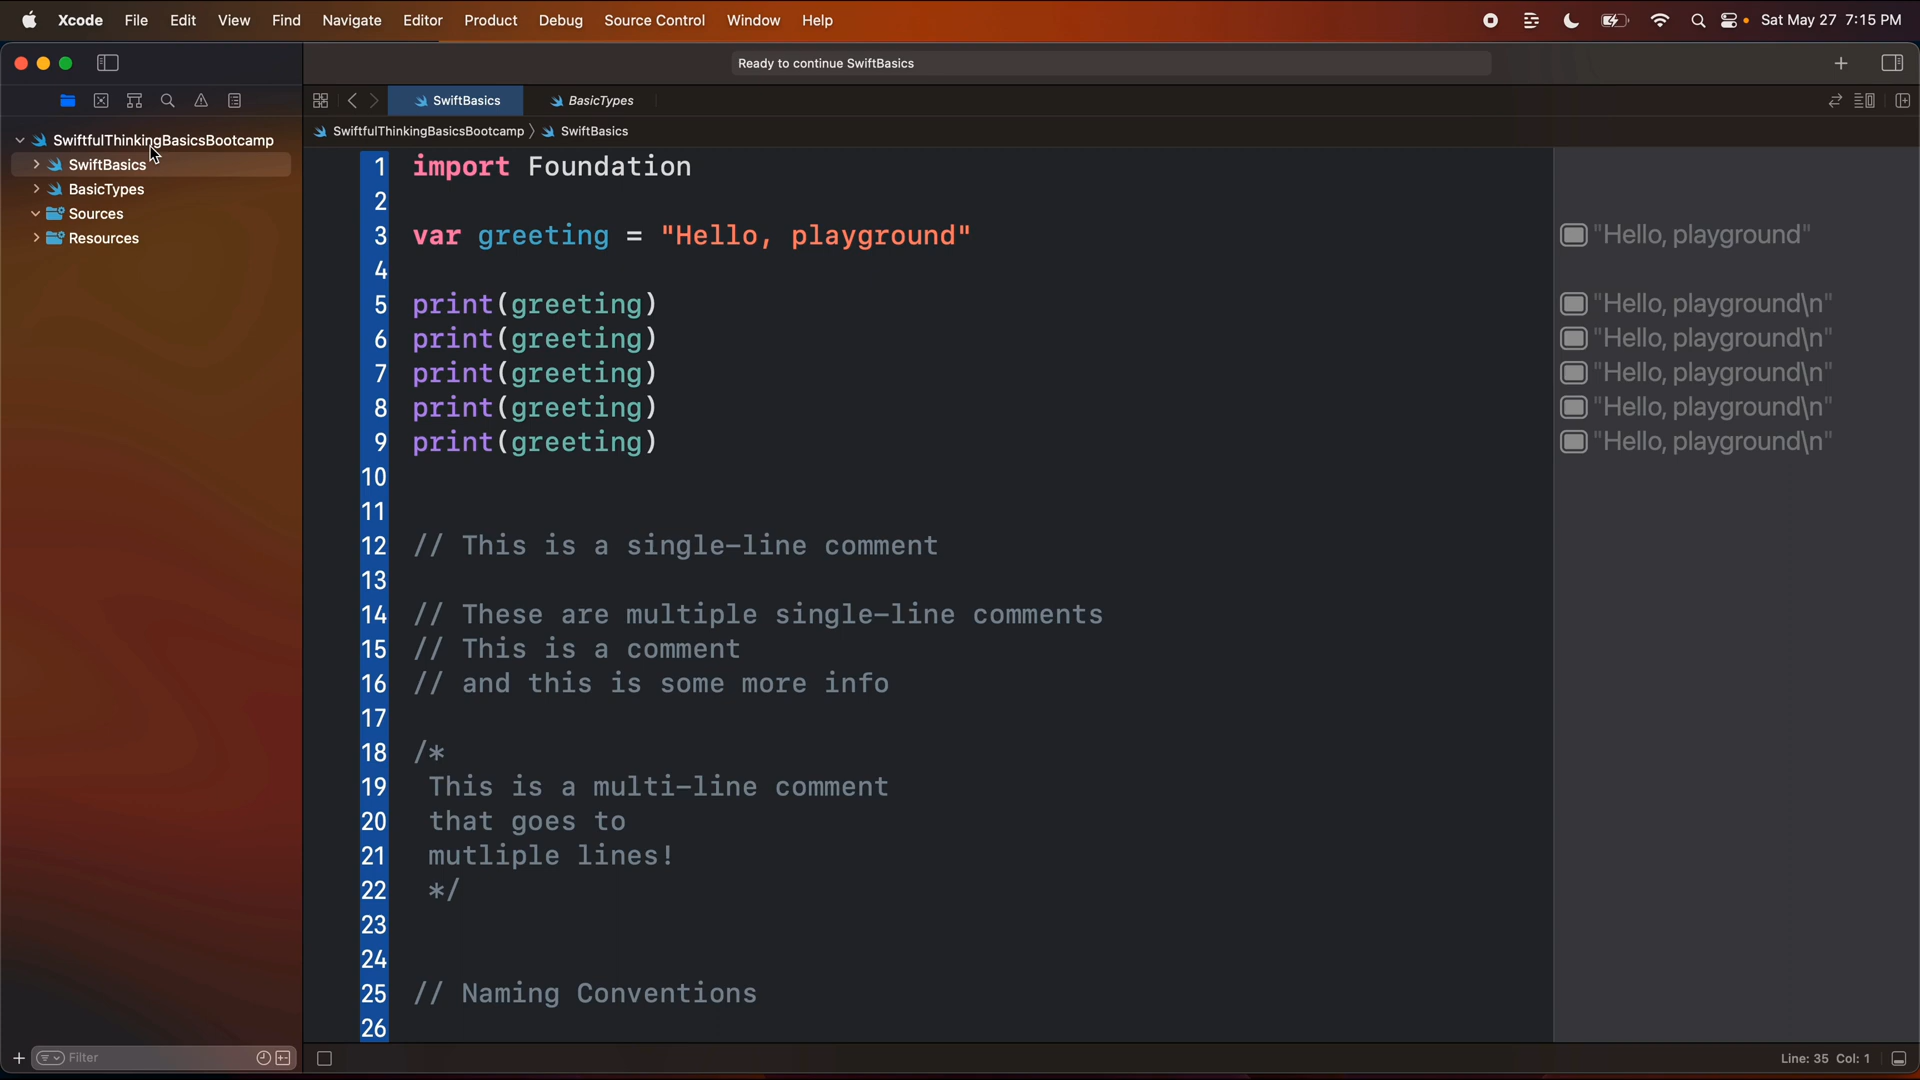 Xcode File Edit View Find Navigate Editor Product Debug Source Control Window Help Sat May 27 7:15 PM
Ready to continue SwiftBasics
SwiftBasics BasicTypes
SwiftfulThinkingBasicsBootcamp SwiftBasics
SwiftfulThinkingBasicsBootcamp
SwiftBasics
BasicTypes
Sources
Resources
1 import Foundation
2
3 var greeting = "Hello, playground"
4
5 print(greeting)
6 print(greeting)
7 print(greeting)
8 print(greeting)
9 print(greeting)
10
11
12 // This is a single-line comment
13
14 // These are multiple single-line comments
15 // This is a comment
16 // and this is some more info
17
18 /*
19 This is a multi-line comment
20 that goes to
21 mutliple lines!
22 */
23
24
25 // Naming Conventions
26
"Hello, playground"
"Hello, playground\n"
"Hello, playground\n"
"Hello, playground\n"
"Hello, playground\n"
"Hello, playground\n"
Filter
Line: 35 Col: 1